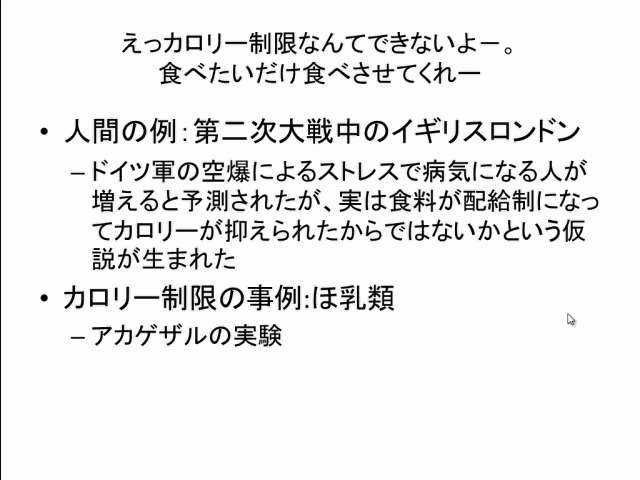 えっカロリー制限なんてできないよー。
食べたいだけ食べさせてくれー
• 人間の例：第二次大戦中のイギリスロンドン
–ドイツ軍の空爆によるストレスで病気になる人が
増えると予測されたが、実は食料が配給制になっ
てカロリーが抑えられたからではないかという仮
説が生まれた
• カロリー制限の事例:ほ乳類
–アカゲザルの実験